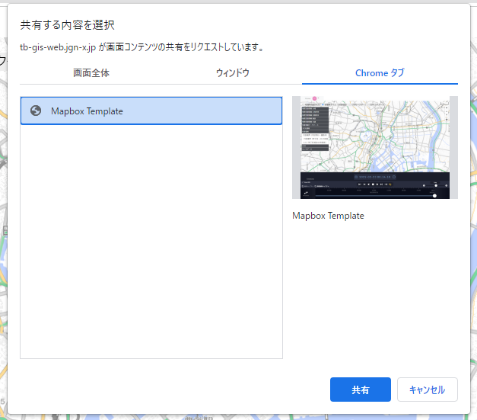 共有する内容を選択
tb-gis-web.jgn-x.jp が画面コンテンツの共有をリクエストしています。
画面全体
ウィンドウ
Chrome タブ
Mapbox Template
Mapbox Template
共有
キャンセル